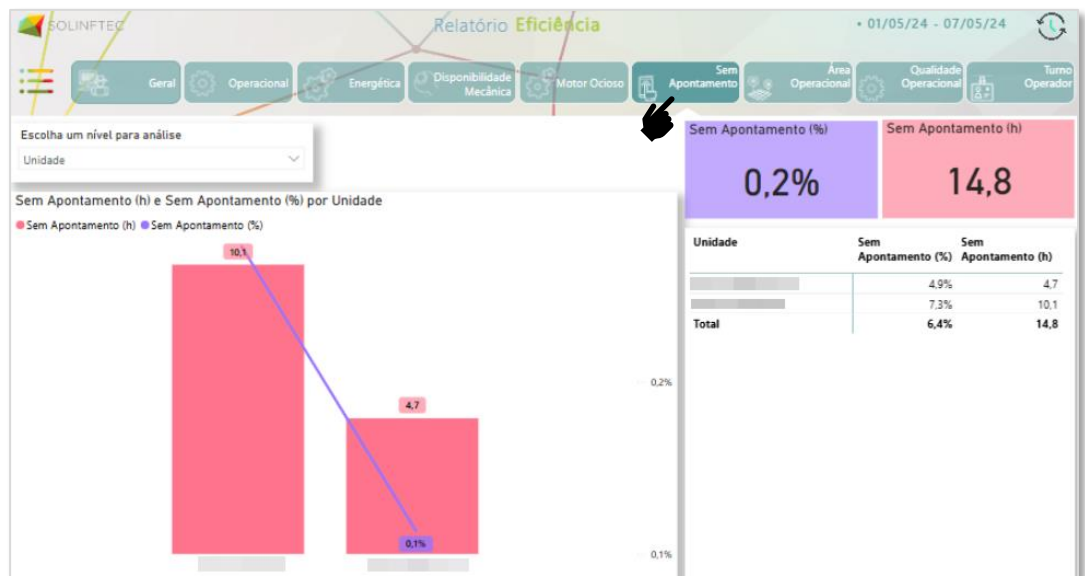 SOLINFTEC
Relatório Eficiência
• 01/05/24 - 07/05/24
Geral
Operacional
Energética
Disponibilidade
Mecânica
Motor Ocioso
Sem
Apontamento
Área
Operacional
Qualidade
Operacional
Turno
Operador
Escolha um nível para análise
Unidade
Sem Apontamento (%)
0,2%
Sem Apontamento (h)
14,8
Sem Apontamento (h) e Sem Apontamento (%) por Unidade
Sem Apontamento (h) Sem Apontamento (%)
10,1
4,7
0,1%
0,2%
0,1%
Unidade Sem Sem
Apontamento (%) Apontamento (h)
4,9% 4,7
7,3% 10,1
Total 6,4% 14,8